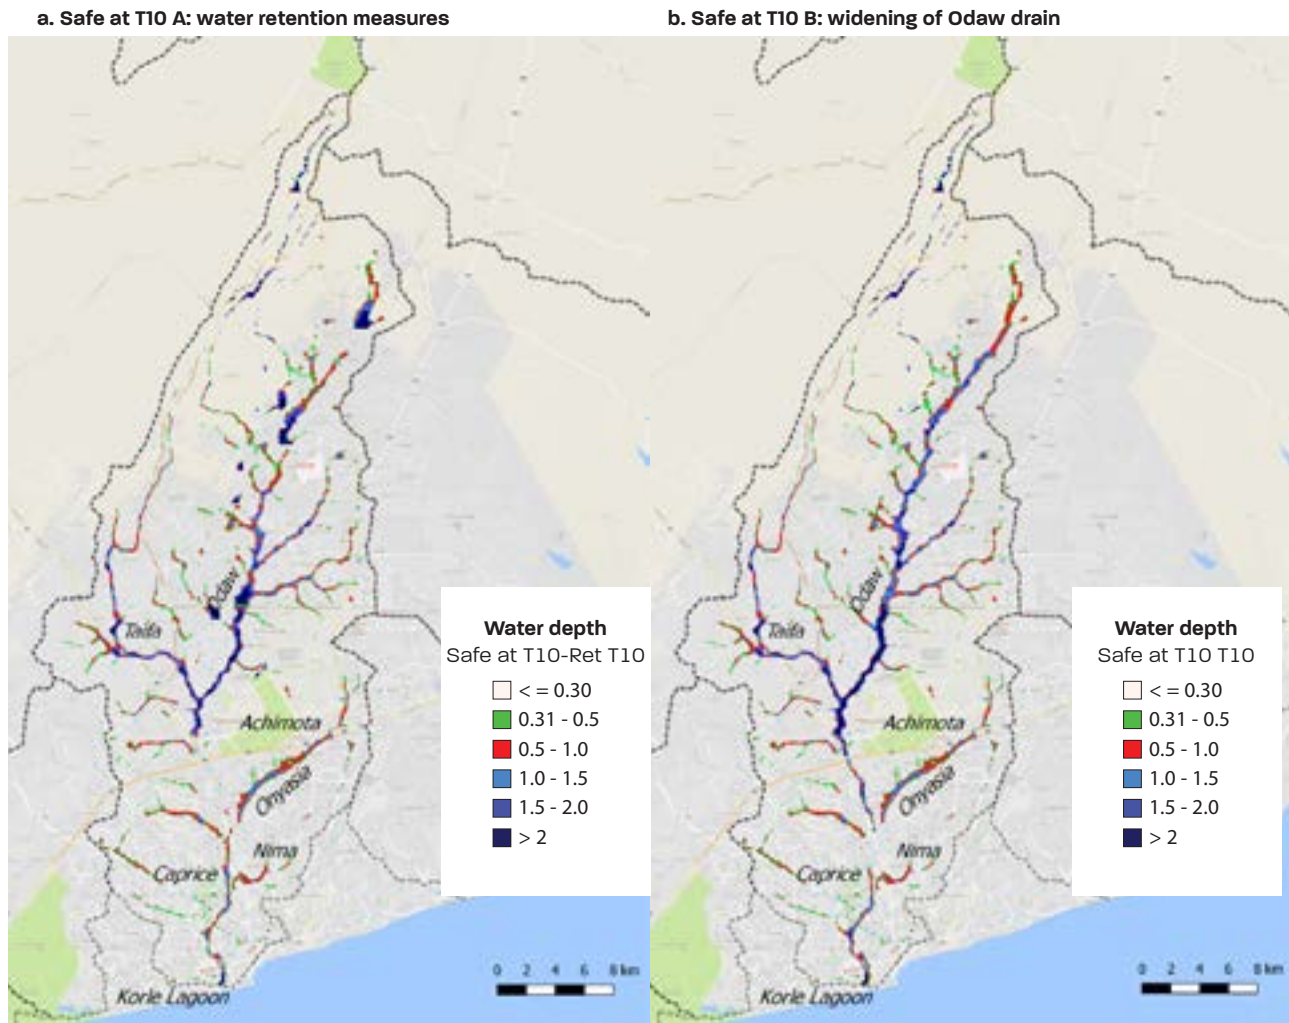 a. Safe at T10 A: water retention measures
b. Safe at T10 B: widening of Odaw drain
Odaw
Taifa
Achimota
Onyasia
Nima
Caprice
Korle Lagoon
Water depth
Safe at T10-Ret T10
< = 0.30
0.31 - 0.5
0.5 - 1.0
1.0 - 1.5
1.5 - 2.0
> 2
0 2 4 6 8 km
Odaw
Taifa
Achimota
Onyasia
Nima
Caprice
Korle Lagoon
Water depth
Safe at T10 T10
< = 0.30
0.31 - 0.5
0.5 - 1.0
1.0 - 1.5
1.5 - 2.0
> 2
0 2 4 6 8 km